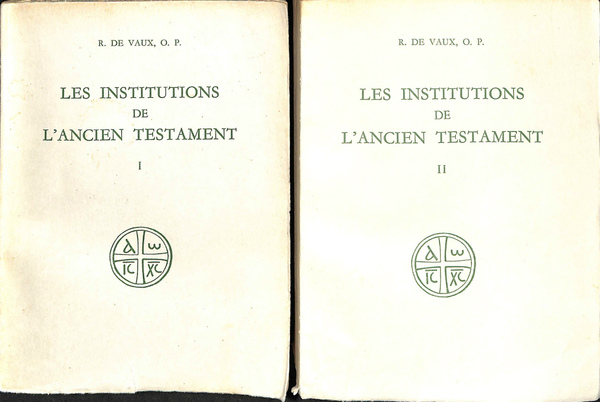 R. DE VAUX, O. P.
LES INSTITUTIONS
DE
L'ANCIEN TESTAMENT
I
Α ω
IC XC
R. DE VAUX, O. P.
LES INSTITUTIONS
DE
L'ANCIEN TESTAMENT
II
Α ω
IC XC